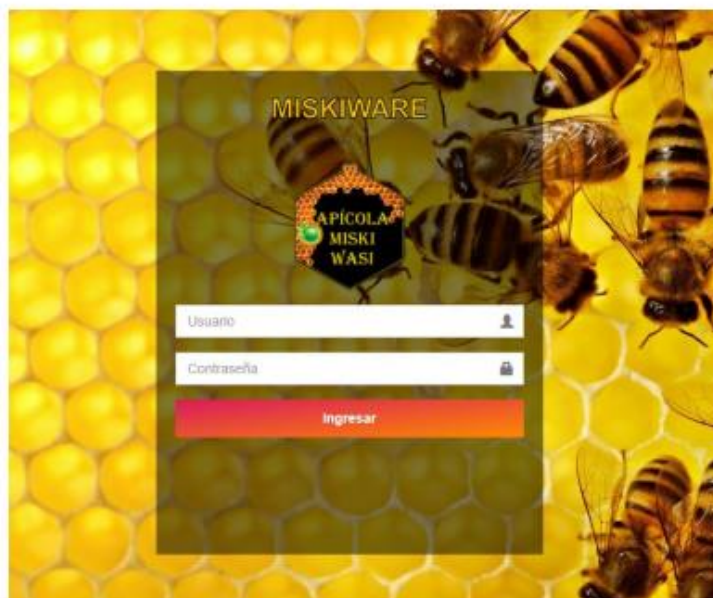 MISKIWARE
APÍCOLA
MISKI
WASI
Usuario
Contraseña
Ingresar